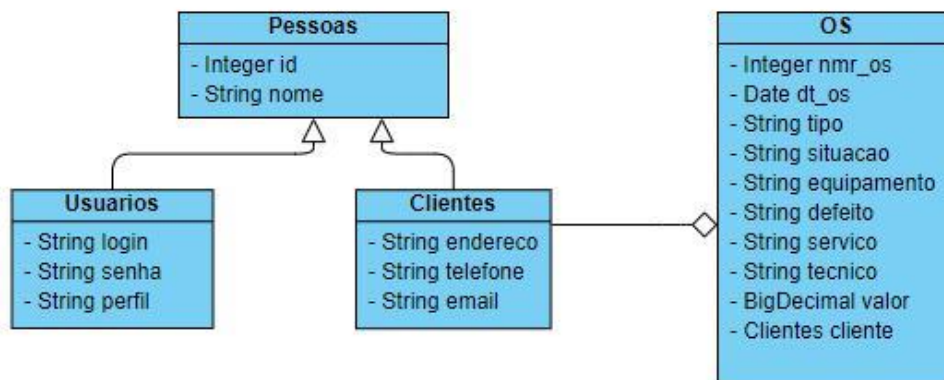 Pessoas
- Integer id
- String nome
Usuarios
- String login
- String senha
- String perfil
Clientes
- String endereco
- String telefone
- String email
OS
- Integer nmr_os
- Date dt_os
- String tipo
- String situacao
- String equipamento
- String defeito
- String servico
- String tecnico
- BigDecimal valor
- Clientes cliente